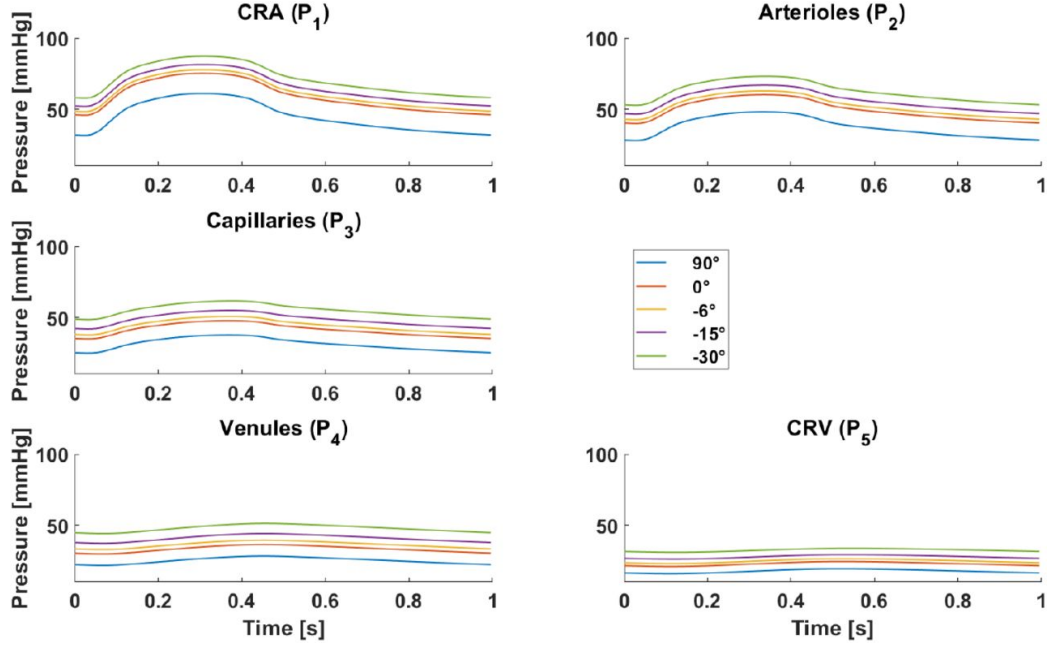 CRA (P1)
Pressure [mmHg]
100
50
0 0.2 0.4 0.6 0.8 1
Arterioles (P2)
Pressure [mmHg]
100
50
0 0.2 0.4 0.6 0.8 1
Capillaries (P3)
Pressure [mmHg]
100
50
0 0.2 0.4 0.6 0.8 1
90°
0°
-6°
-15°
-30°
Venules (P4)
Pressure [mmHg]
100
50
0 0.2 0.4 0.6 0.8 1
Time [s]
CRV (P5)
Pressure [mmHg]
100
50
0 0.2 0.4 0.6 0.8 1
Time [s]